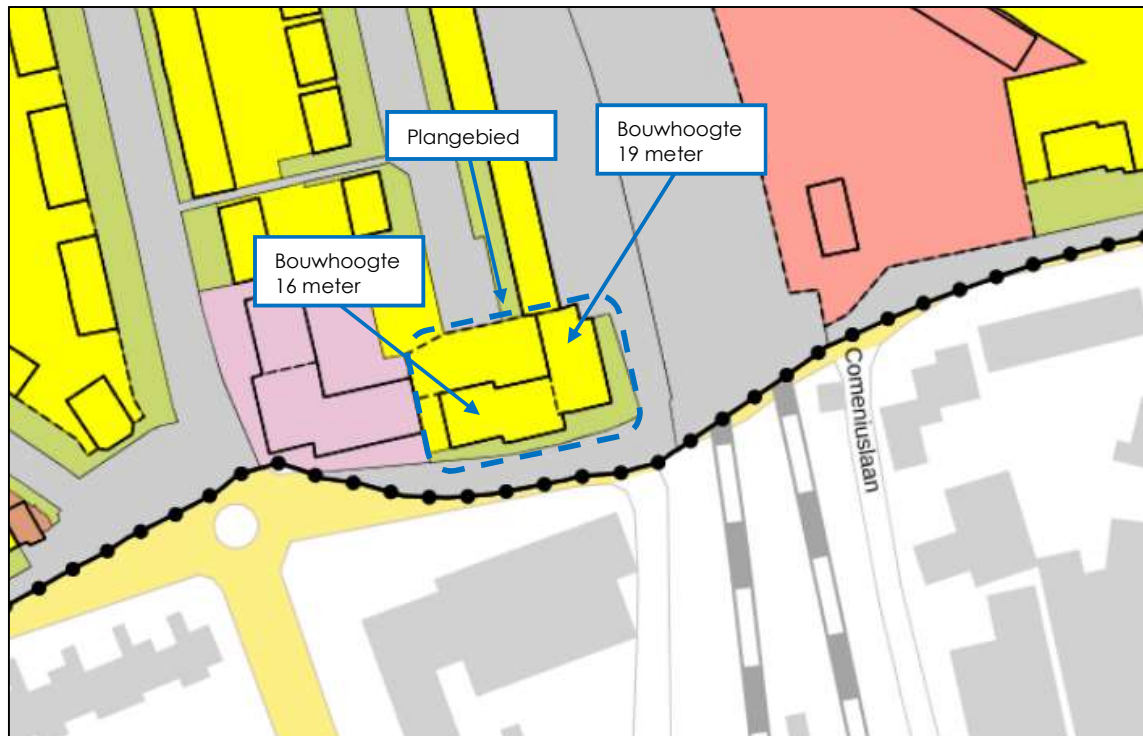 Plangebied
Bouwhoogte
19 meter
Bouwhoogte
16 meter
Comeniuslaan